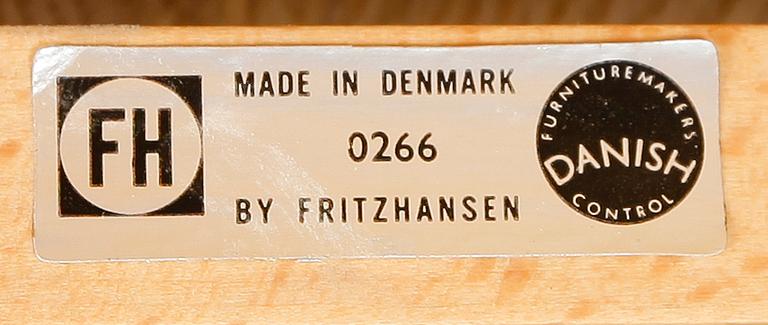 FH
MADE IN DENMARK
0266
BY FRITZHANSEN
FURNITUREMAKERS'
DANISH
CONTROL